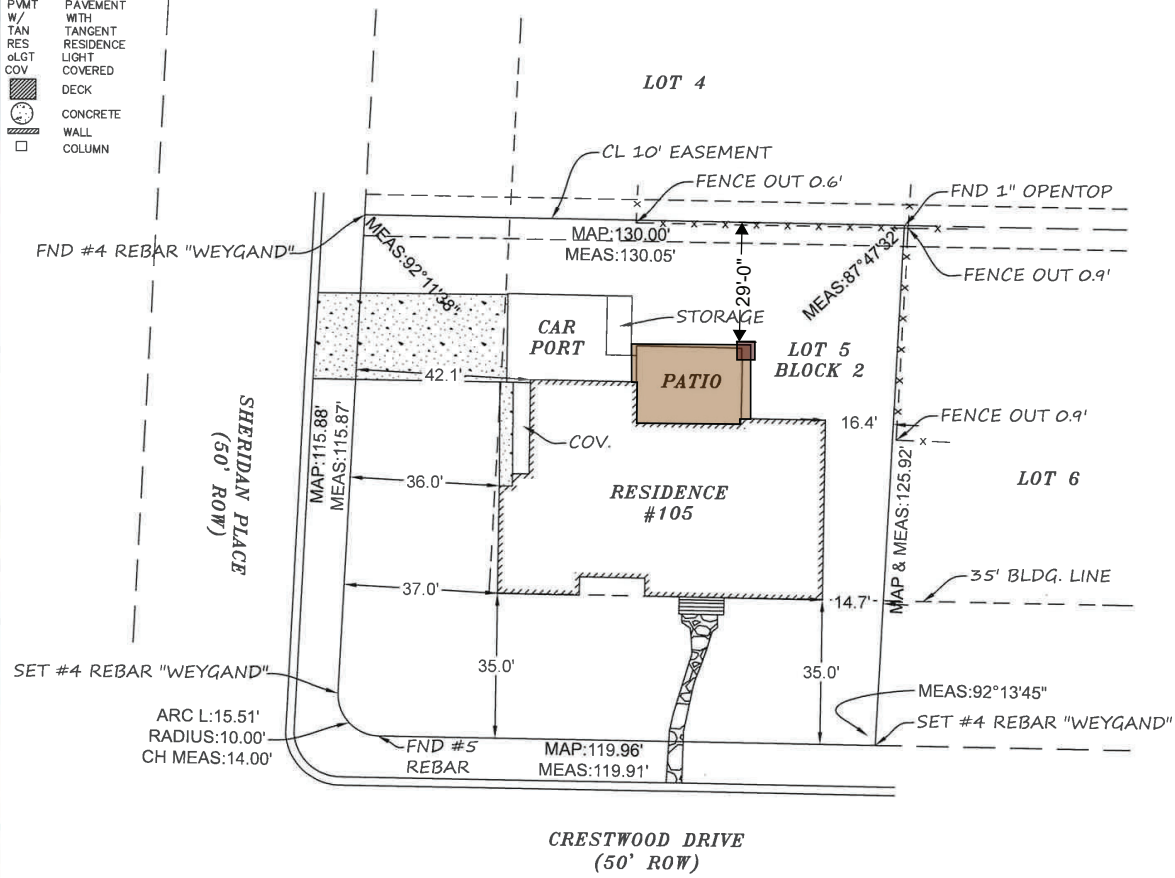 PVMT PAVEMENT
W/ WITH
TAN TANGENT
RES RESIDENCE
oLGT LIGHT
COV COVERED
DECK
CONCRETE
WALL
COLUMN
LOT 4
CL 10' EASEMENT
FENCE OUT 0.6'
FND 1" OPENTOP
FND #4 REBAR "WEYGAND"
MEAS:92°11'38"
MAP:130.00'
MEAS:130.05'
MEAS:87°47'32"
FENCE OUT 0.9'
29'-0"
STORAGE
CAR
PORT
LOT 5
BLOCK 2
PATIO
42.1'
SHERIDAN PLACE
(50' ROW)
MAP:115.88'
MEAS:115.87'
COV.
16.4'
FENCE OUT 0.9'
LOT 6
36.0'
RESIDENCE
#105
MAP & MEAS:125.92'
37.0'
14.7'
35' BLDG. LINE
35.0'
35.0'
SET #4 REBAR "WEYGAND"
MEAS:92°13'45"
SET #4 REBAR "WEYGAND"
ARC L:15.51'
RADIUS:10.00'
CH MEAS:14.00'
FND #5
REBAR
MAP:119.96'
MEAS:119.91'
CRESTWOOD DRIVE
(50' ROW)